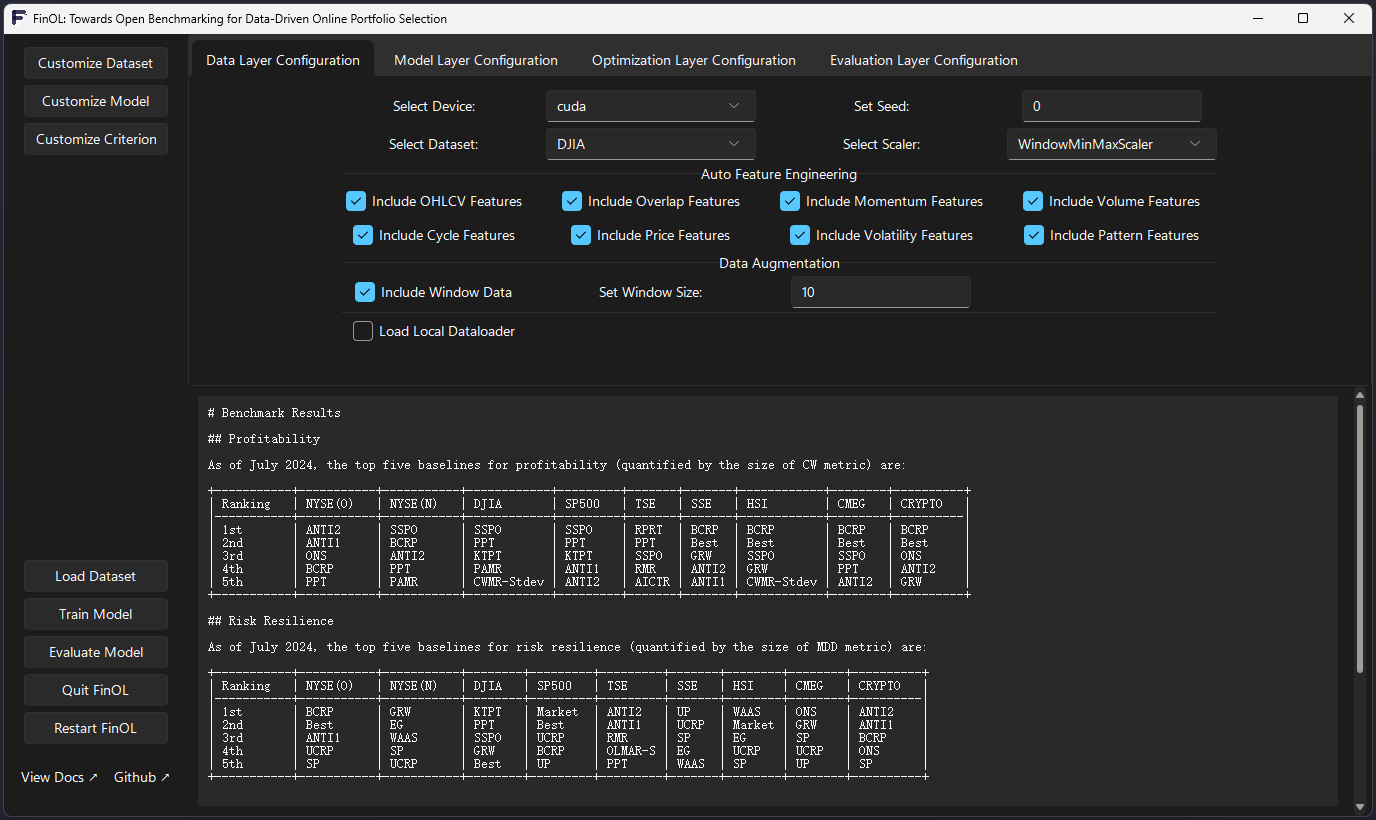 FinOL: Towards Open Benchmarking for Data-Driven Online Portfolio Selection
Customize Dataset
Customize Model
Customize Criterion
Data Layer Configuration Model Layer Configuration Optimization Layer Configuration Evaluation Layer Configuration
Select Device: cuda Set Seed: 0
Select Dataset: DJIA Select Scaler: WindowMinMaxScaler
Auto Feature Engineering
Include OHLCV Features Include Overlap Features Include Momentum Features Include Volume Features
Include Cycle Features Include Price Features Include Volatility Features Include Pattern Features
Data Augmentation
Include Window Data Set Window Size: 10
Load Local Dataloader
# Benchmark Results
## Profitability
As of July 2024, the top five baselines for profitability (quantified by the size of CW metric) are:
| Ranking | NYSE(O) | NYSE(N) | DJIA | SP500 | TSE | SSE | HSI | CMEG | CRYPTO |
| 1st | ANTI2 | SSPO | SSPO | SSPO | RPRT | BCRP | BCRP | BCRP | BCRP |
| 2nd | ANTI1 | BCRP | PPT | PPT | PPT | Best | Best | Best | Best |
| 3rd | ONS | ANTI2 | KTPT | KTPT | SSPO | GRW | SSPO | SSPO | ONS |
| 4th | BCRP | PPT | PAMR | ANTI1 | RMR | ANTI2 | GRW | PPT | ANTI2 |
| 5th | PPT | PAMR | CWMR-Stdev | ANTI2 | AICTR | ANTI1 | CWMR-Stdev | ANTI2 | GRW |
## Risk Resilience
As of July 2024, the top five baselines for risk resilience (quantified by the size of MDD metric) are:
| Ranking | NYSE(O) | NYSE(N) | DJIA | SP500 | TSE | SSE | HSI | CMEG | CRYPTO |
| 1st | BCRP | GRW | KTPT | Market | ANTI2 | UP | WAAS | ONS | ANTI2 |
| 2nd | Best | EG | PPT | Best | ANTI1 | UCRP | Market | GRW | ANTI1 |
| 3rd | ANTI1 | WAAS | SSPO | UCRP | RMR | SP | EG | SP | BCRP |
| 4th | UCRP | SP | GRW | BCRP | OLMAR-S | EG | UCRP | UCRP | ONS |
| 5th | SP | UCRP | Best | UP | PPT | WAAS | SP | UP | SP |
Load Dataset
Train Model
Evaluate Model
Quit FinOL
Restart FinOL
View Docs ↗ Github ↗